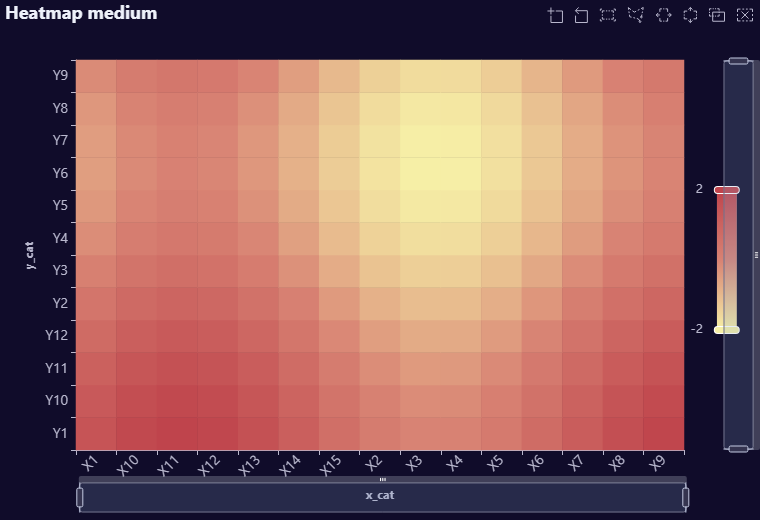 Heatmap medium
Y9
Y8
Y7
Y6
Y5
Y4
Y3
Y2
Y12
Y11
Y10
Y1
y_cat
X1 X10 X11 X12 X13 X14 X15 X2 X3 X4 X5 X6 X7 X8 X9
x_cat
2
-2